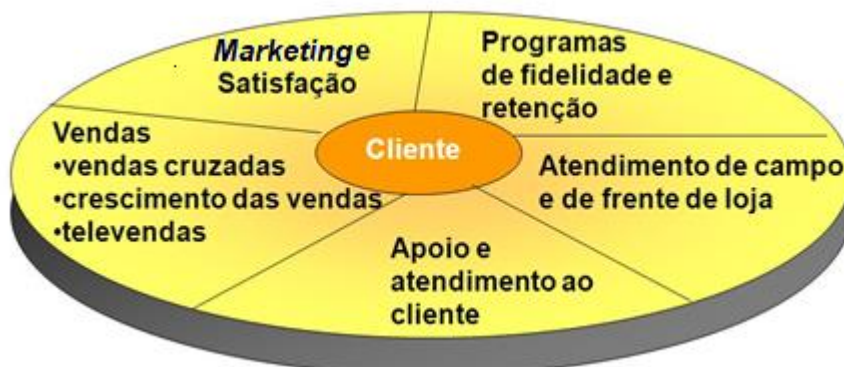 Marketing e
Satisfação
Programas
de fidelidade e
retenção
Vendas
•vendas cruzadas
•crescimento das vendas
•televendas
Cliente
Atendimento de campo
e de frente de loja
Apoio e
atendimento ao
cliente